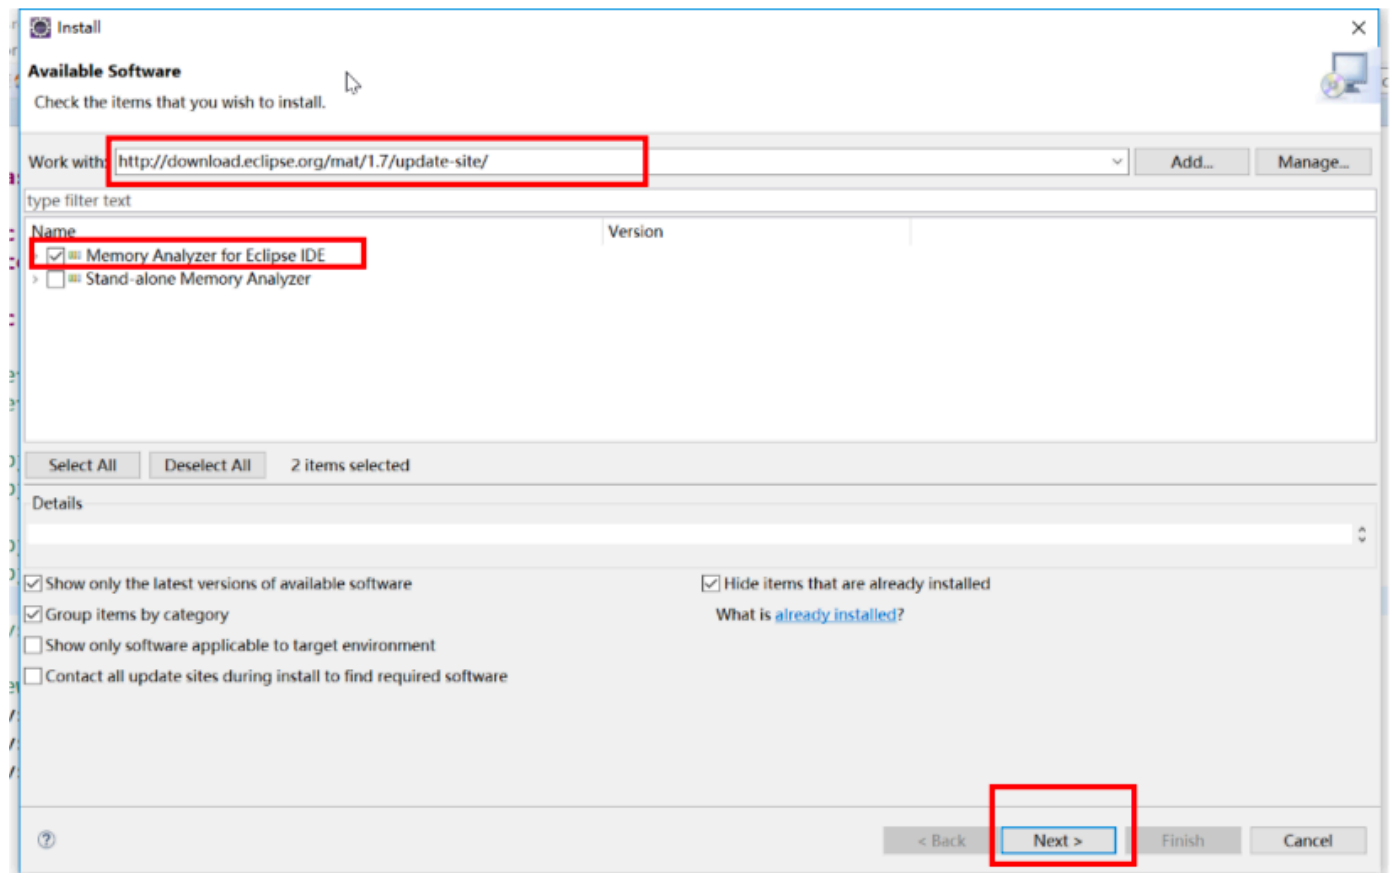 Install
Available Software
Check the items that you wish to install.
Work with: http://download.eclipse.org/mat/1.7/update-site/ Add... Manage...
type filter text
Name Version
Memory Analyzer for Eclipse IDE
Stand-alone Memory Analyzer
Select All Deselect All 2 items selected
Details
Show only the latest versions of available software Hide items that are already installed
Group items by category What is already installed?
Show only software applicable to target environment
Contact all update sites during install to find required software
< Back Next > Finish Cancel